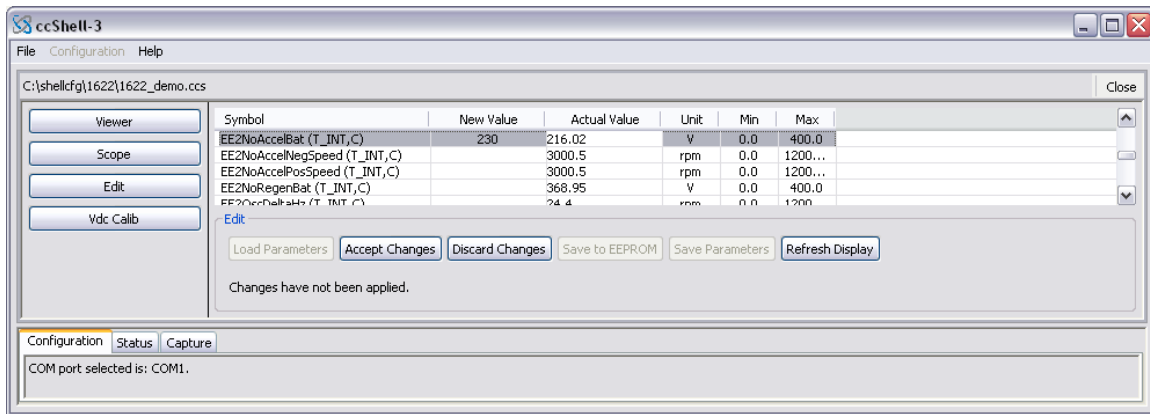 ccShell-3
File Configuration Help
C:\shellcfg\1622\1622_demo.ccs Close
Viewer
Scope
Edit
Vdc Calib
Symbol New Value Actual Value Unit Min Max
EE2NoAccelBat (T_INT,C) 230 216.02 V 0.0 400.0
EE2NoAccelNegSpeed (T_INT,C) 3000.5 rpm 0.0 1200...
EE2NoAccelPosSpeed (T_INT,C) 3000.5 rpm 0.0 1200...
EE2NoRegenBat (T_INT,C) 368.95 V 0.0 400.0
EE2OscDeltaHz (T_INT,C) 24.4 rpm 0.0 1200
Edit
Load Parameters Accept Changes Discard Changes Save to EEPROM Save Parameters Refresh Display
Changes have not been applied.
Configuration Status Capture
COM port selected is: COM1.